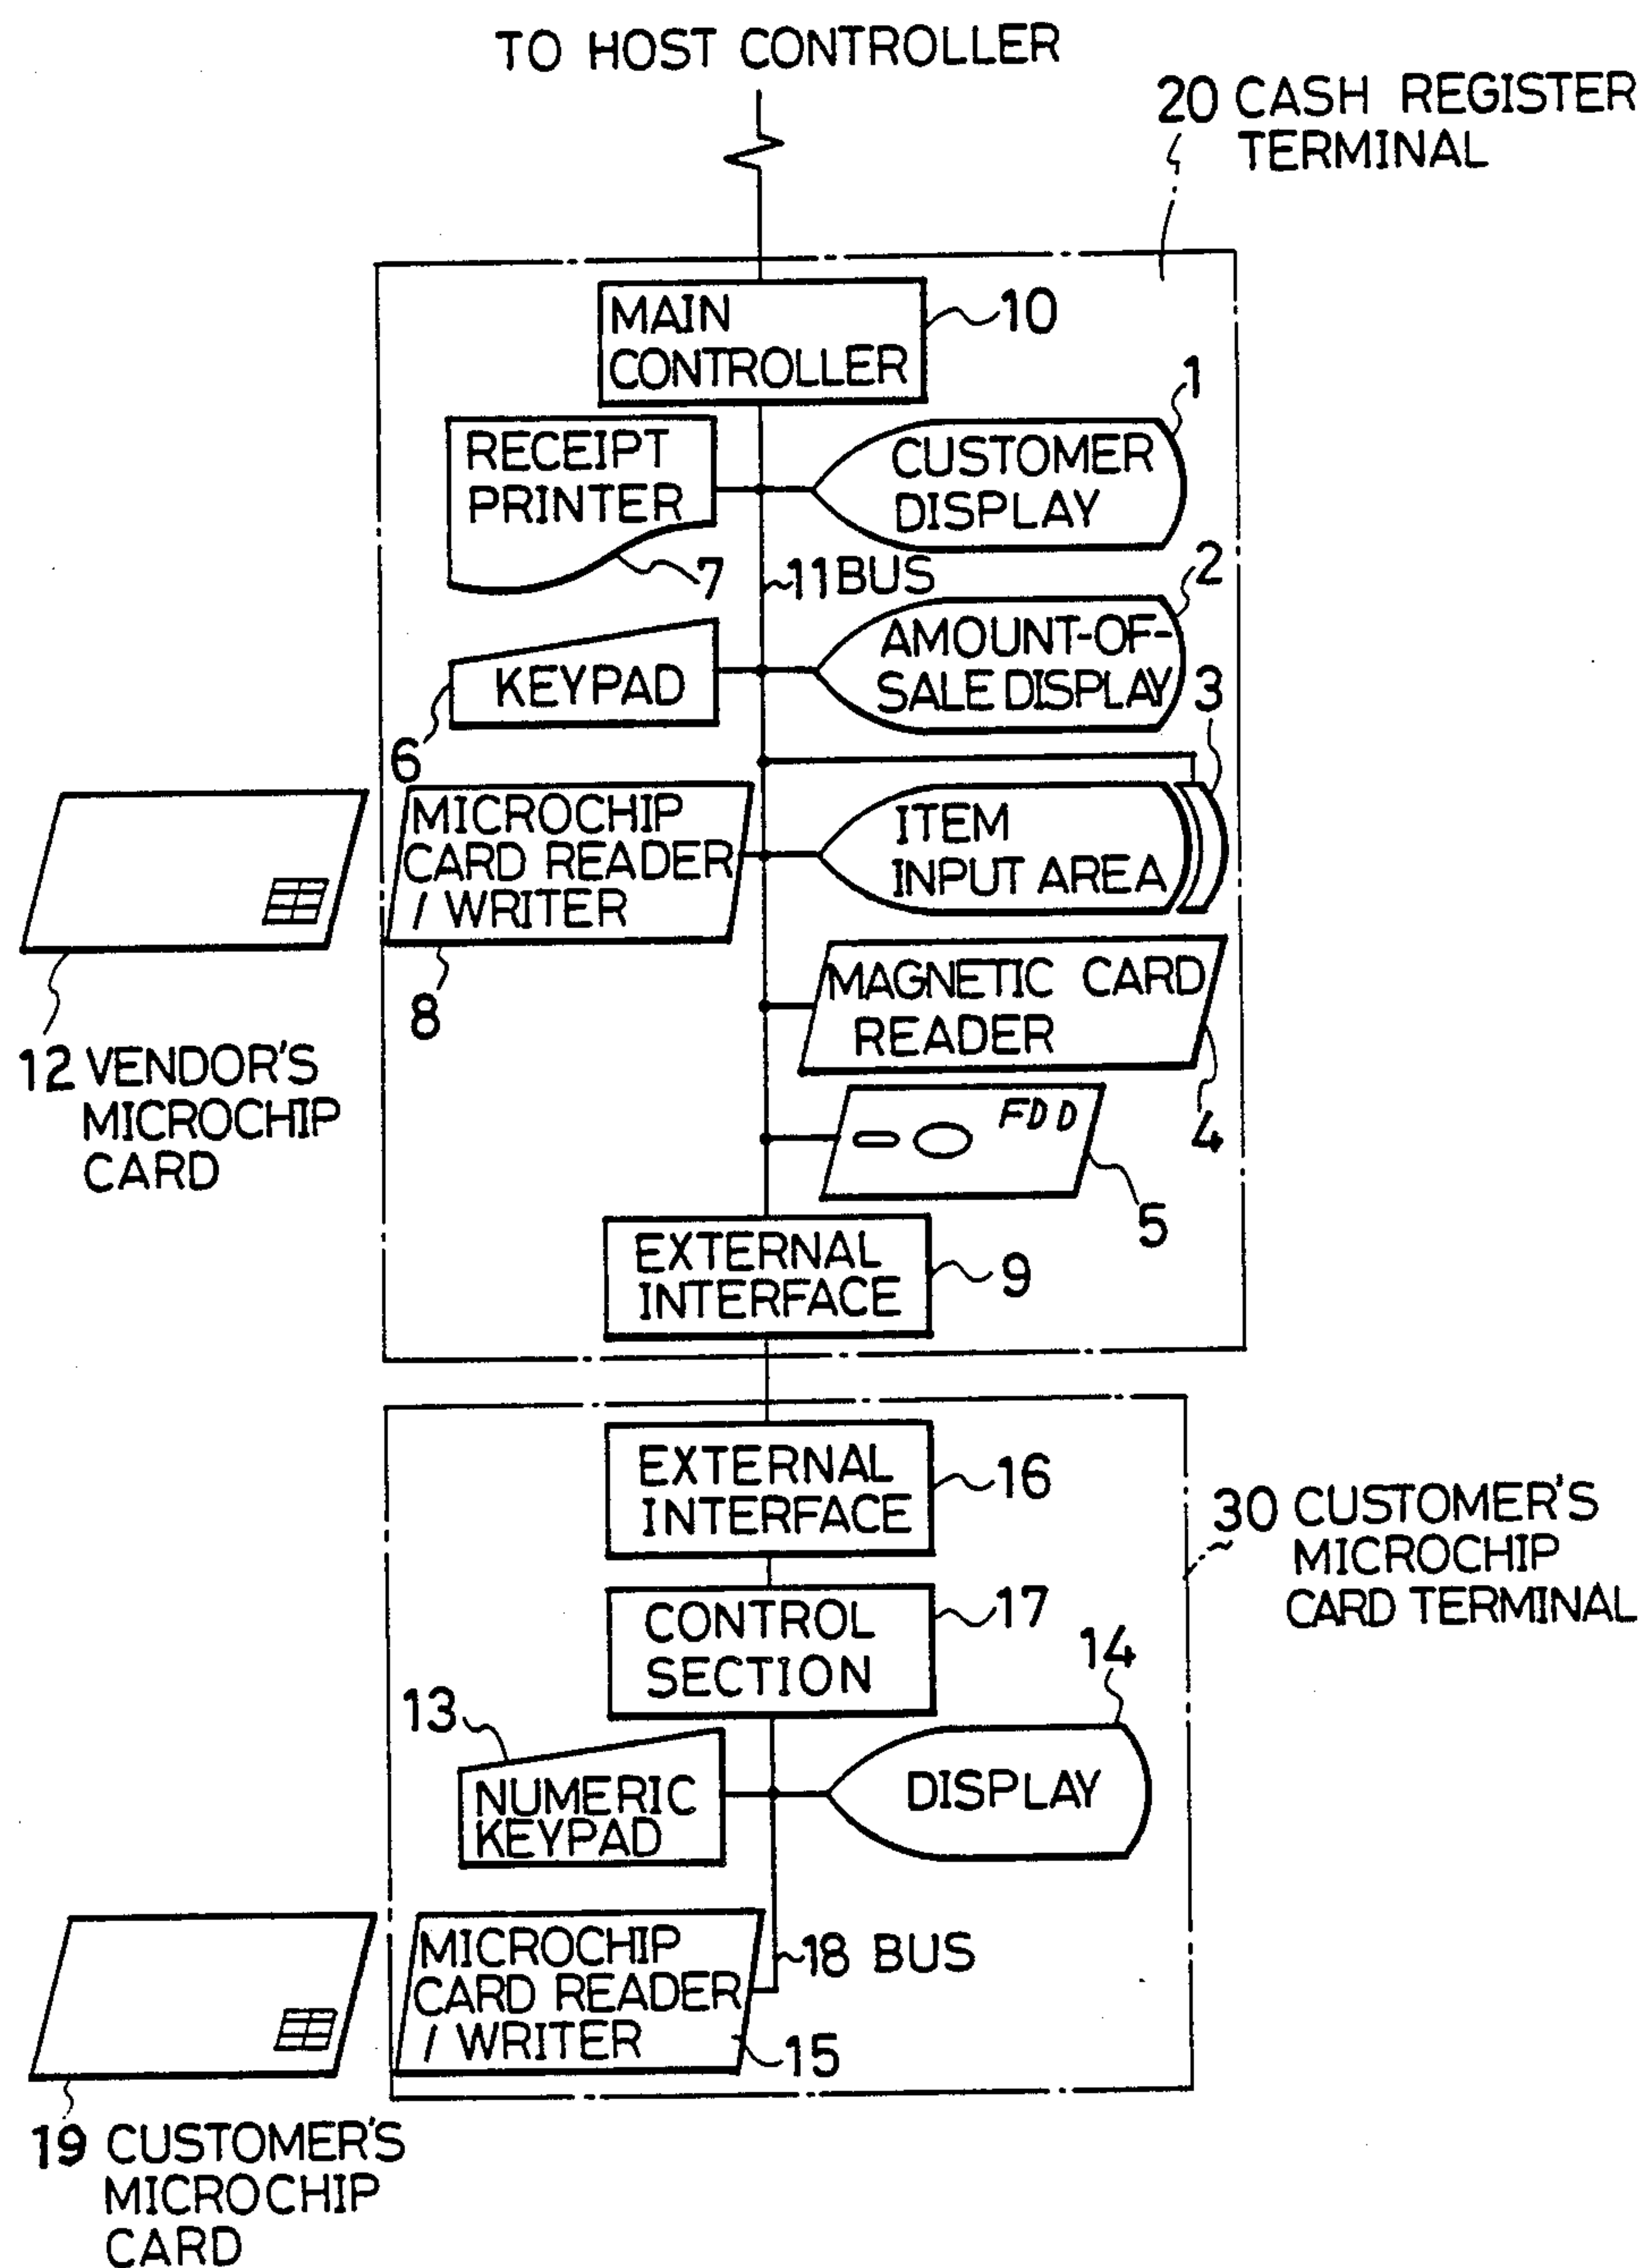 TO HOST CONTROLLER
20 CASH REGISTER
TERMINAL
MAIN
CONTROLLER
10
RECEIPT
PRINTER
7
1
CUSTOMER
DISPLAY
11 BUS
2
AMOUNT-OF-
SALE DISPLAY
KEYPAD
6
3
MICROCHIP
CARD READER
/ WRITER
8
ITEM
INPUT AREA
12 VENDOR'S
MICROCHIP
CARD
MAGNETIC CARD
READER
4
FDD
5
EXTERNAL
INTERFACE
9
EXTERNAL
INTERFACE
16
30 CUSTOMER'S
MICROCHIP
CARD TERMINAL
CONTROL
SECTION
17
13
NUMERIC
KEYPAD
14
DISPLAY
MICROCHIP
CARD READER
/ WRITER
15
18 BUS
19 CUSTOMER'S
MICROCHIP
CARD